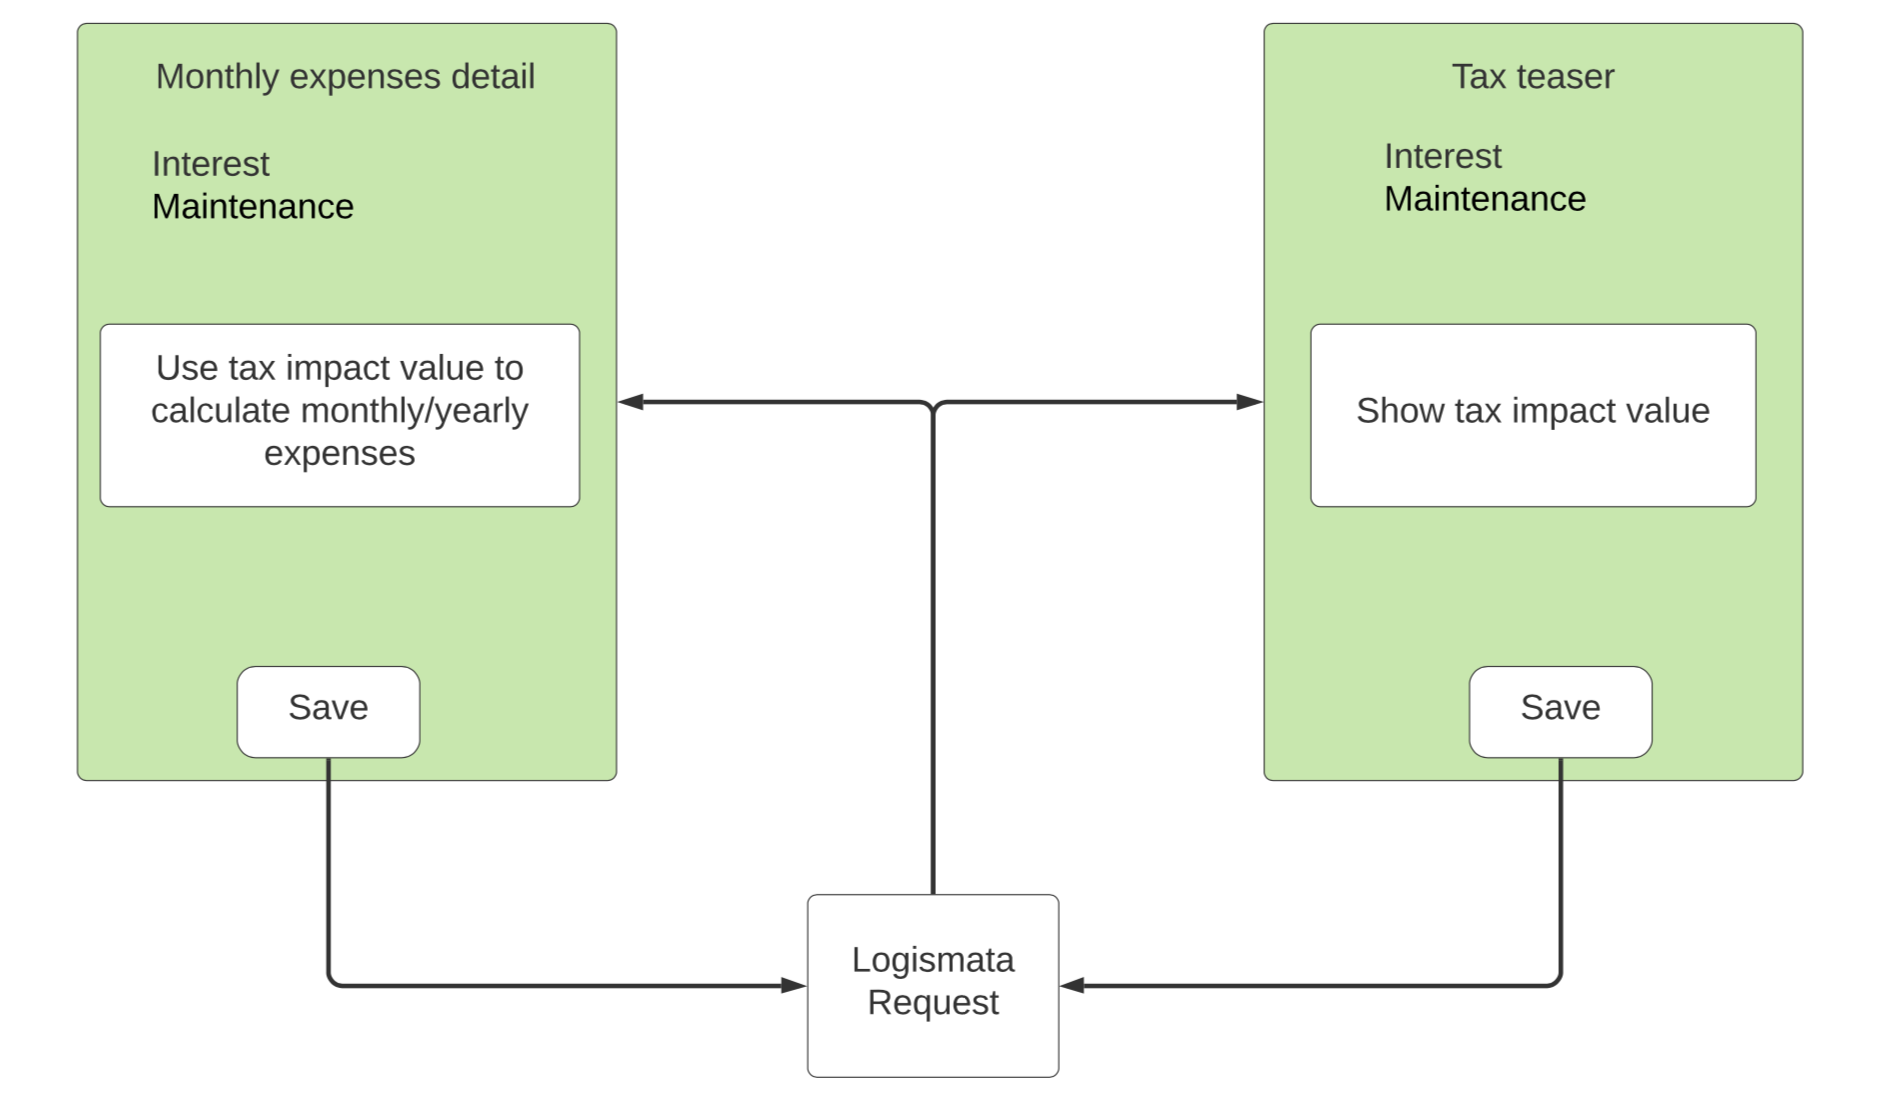 Monthly expenses detail
Interest
Maintenance
Use tax impact value to
calculate monthly/yearly
expenses
Save
Tax teaser
Interest
Maintenance
Show tax impact value
Save
Logismata
Request